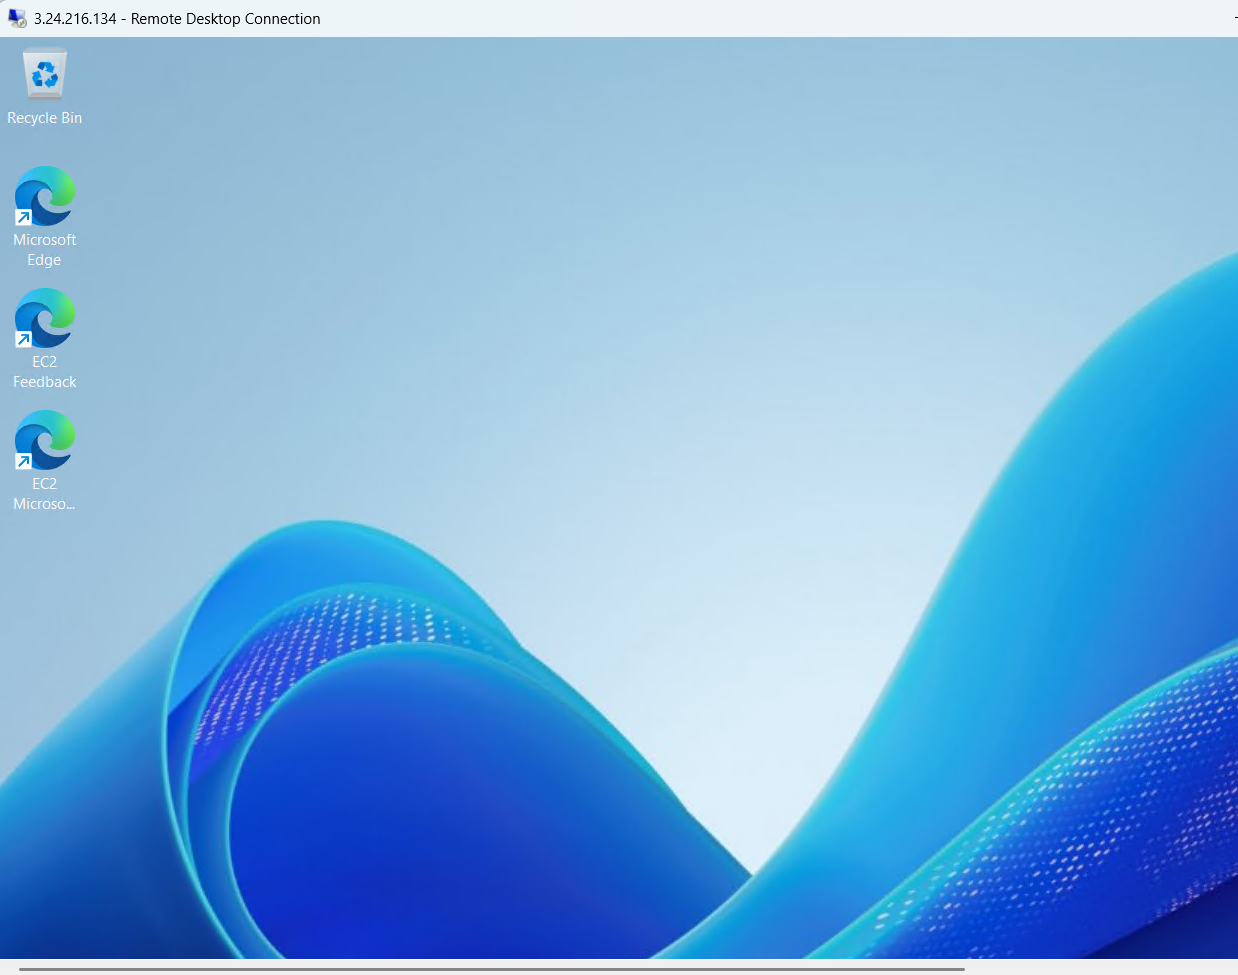 3.24.216.134 - Remote Desktop Connection
Recycle Bin
Microsoft
Edge
EC2
Feedback
EC2
Microso...